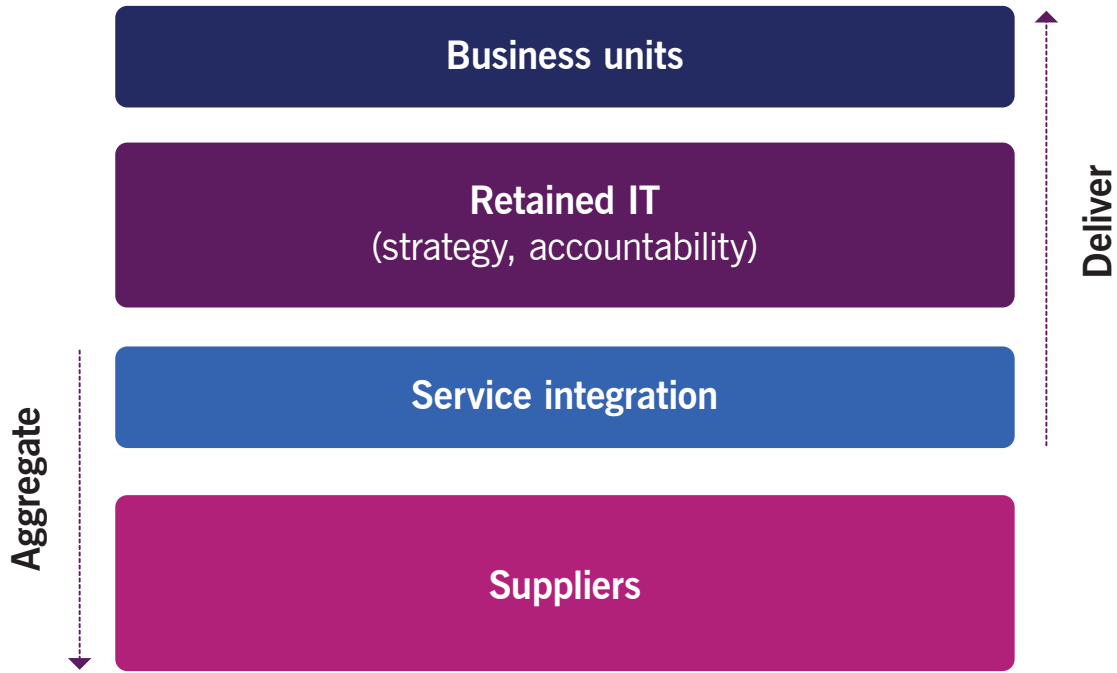 Business units
Retained IT
(strategy, accountability)
Deliver
Service integration
Aggregate
Suppliers